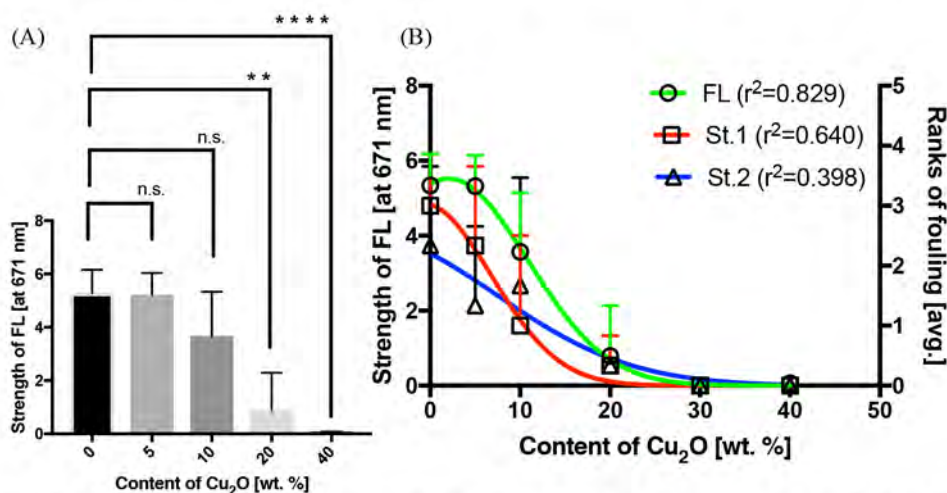 (A)
* * * *
* *
n.s.
n.s.
8
6
4
2
0
Strength of FL [at 671 nm]
0
5
10
20
40
Content of Cu₂O [wt. %]
(B)
8
6
4
2
0
Strength of FL [at 671 nm]
FL (r²=0.829)
St.1 (r²=0.640)
St.2 (r²=0.398)
5
4
3
2
1
0
Ranks of fouling
[avg.]
0 10 20 30 40 50
Content of Cu₂O [wt. %]